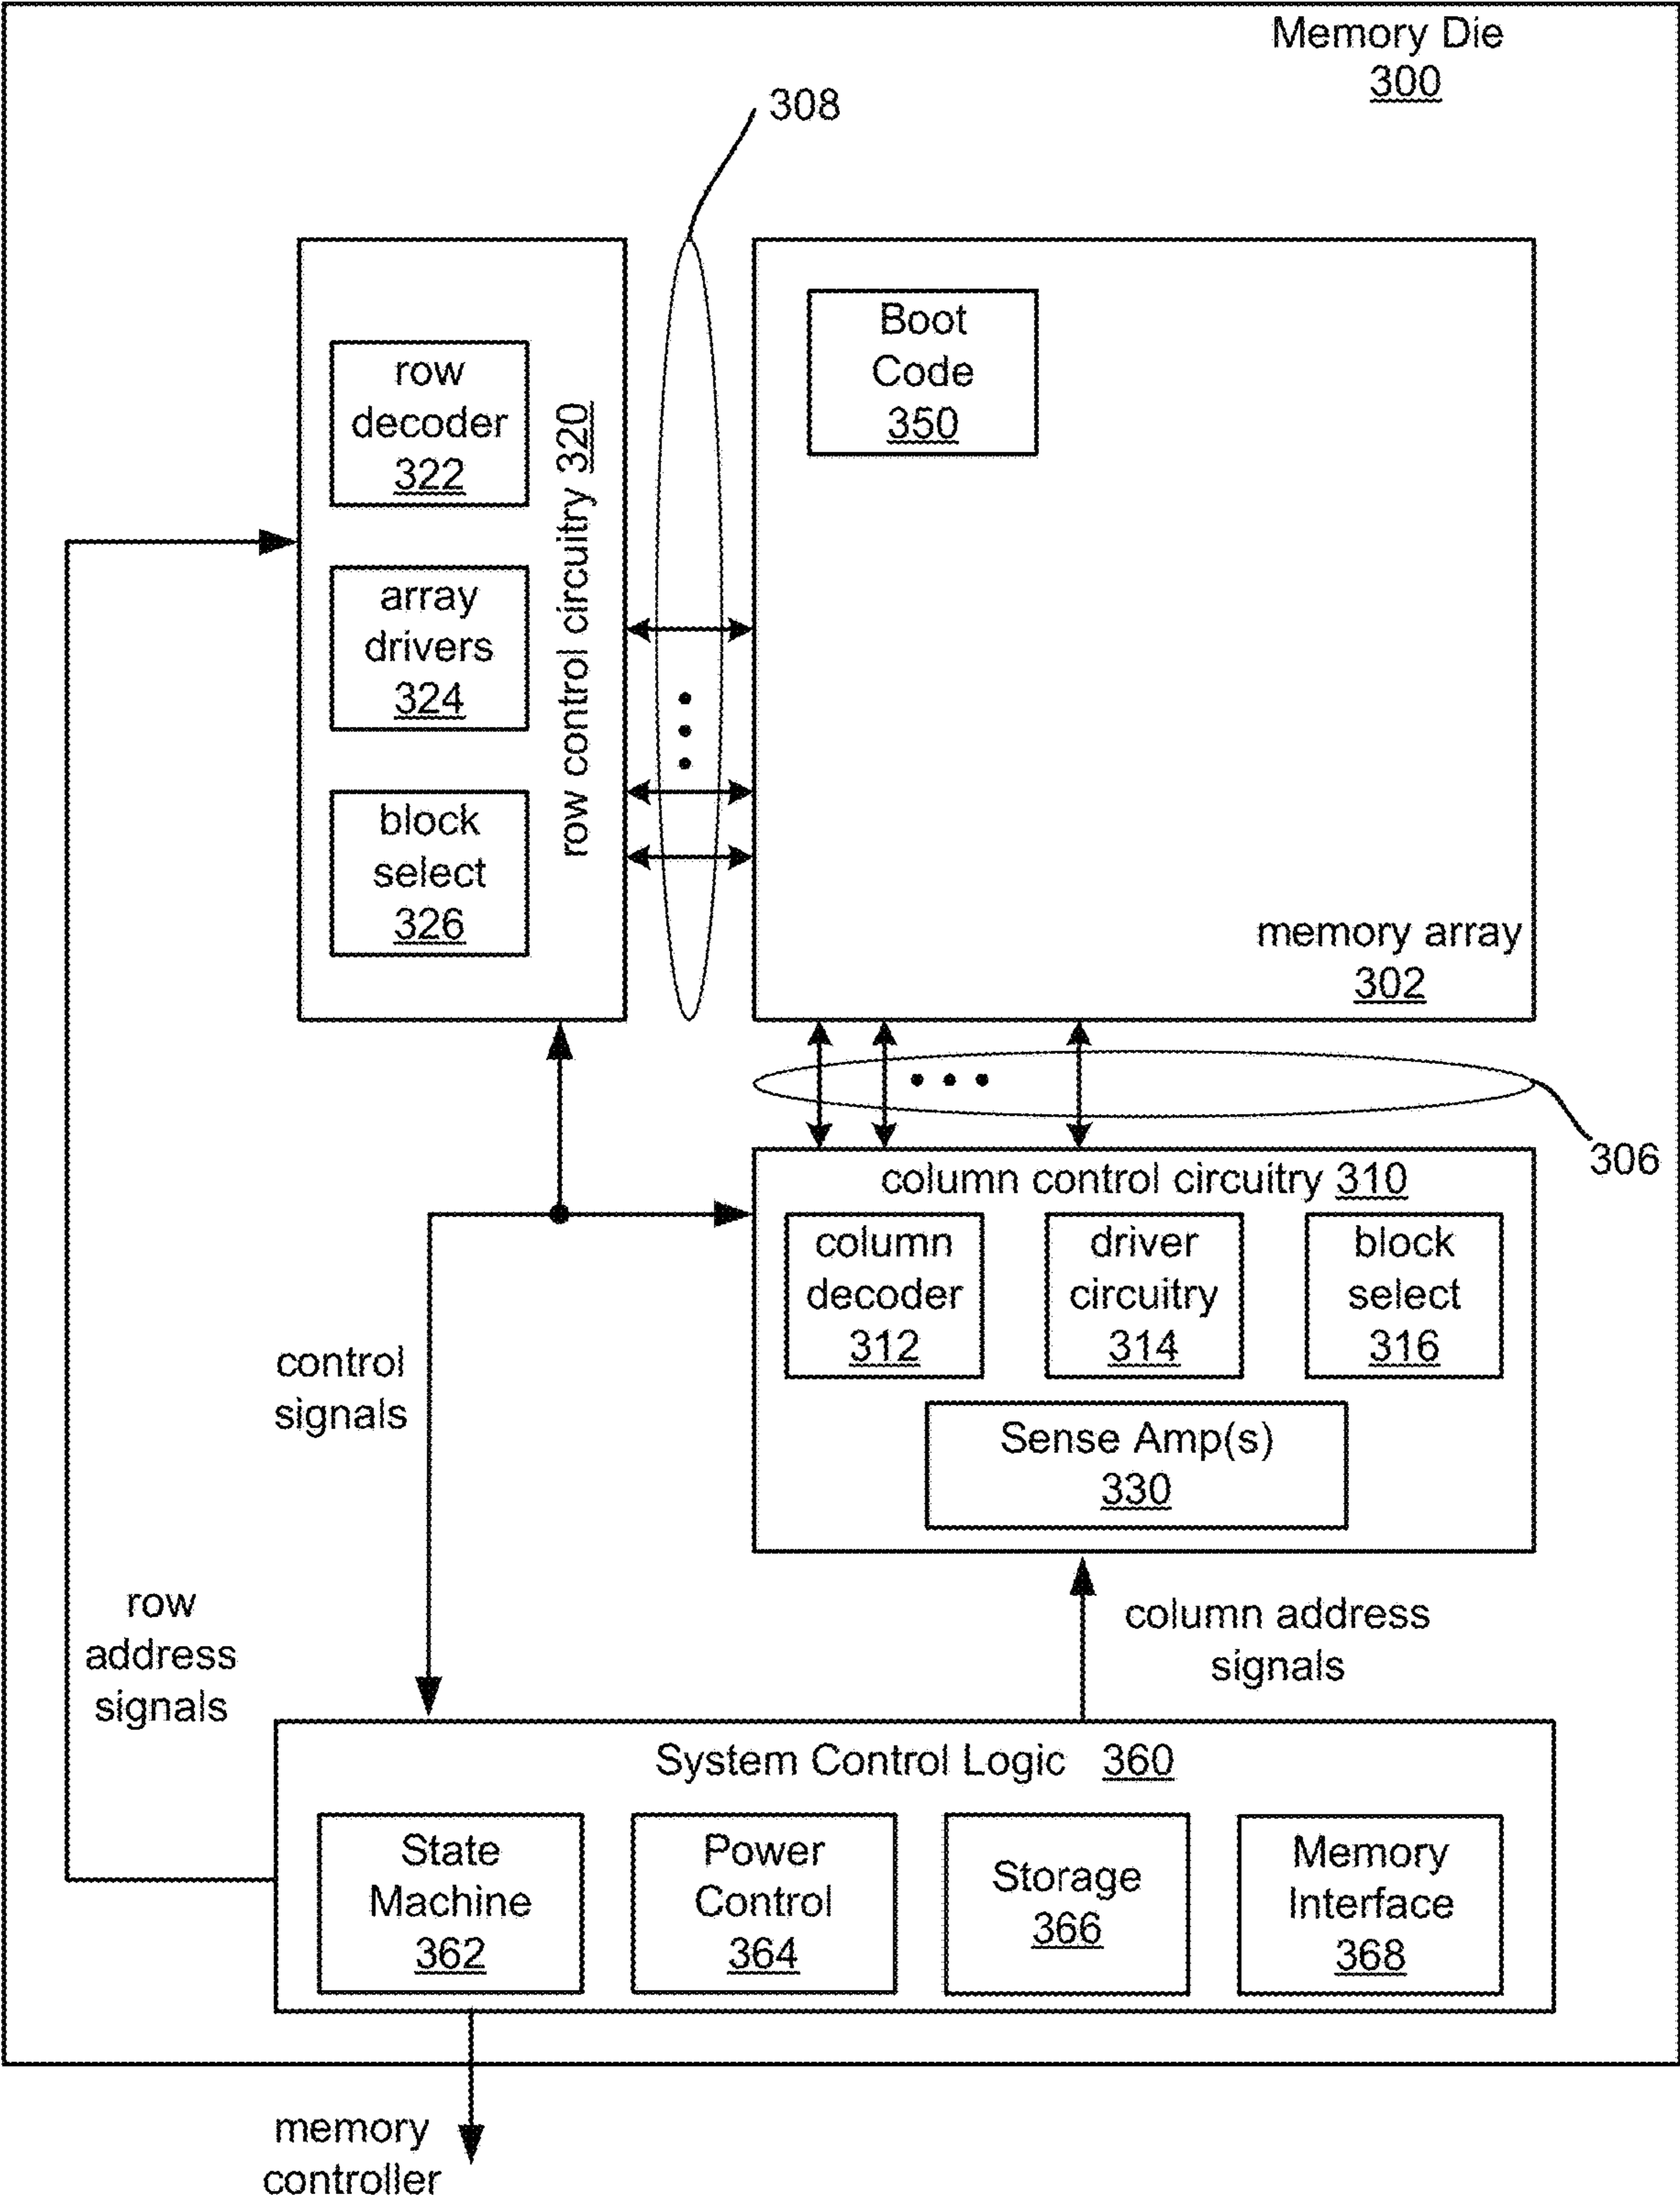 Memory Die
300
308
row
decoder
322
array
drivers
324
block
select
326
row control circuitry 320
Boot
Code
350
memory array
302
306
column control circuitry 310
column
decoder
312
driver
circuitry
314
block
select
316
Sense Amp(s)
330
control
signals
row
address
signals
column address
signals
System Control Logic 360
State
Machine
362
Power
Control
364
Storage
366
Memory
Interface
368
memory
controller